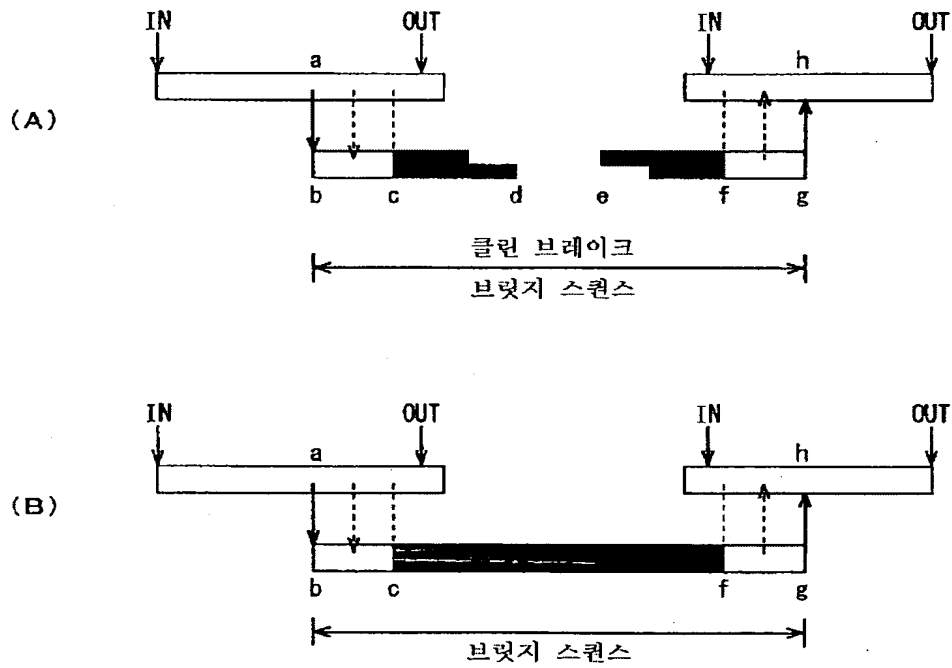 IN OUT IN OUT
a h
(A)
b c d e f g
클린 브레이크
브릿지 스퀀스
IN OUT IN OUT
a h
(B)
b c f g
브릿지 스퀀스